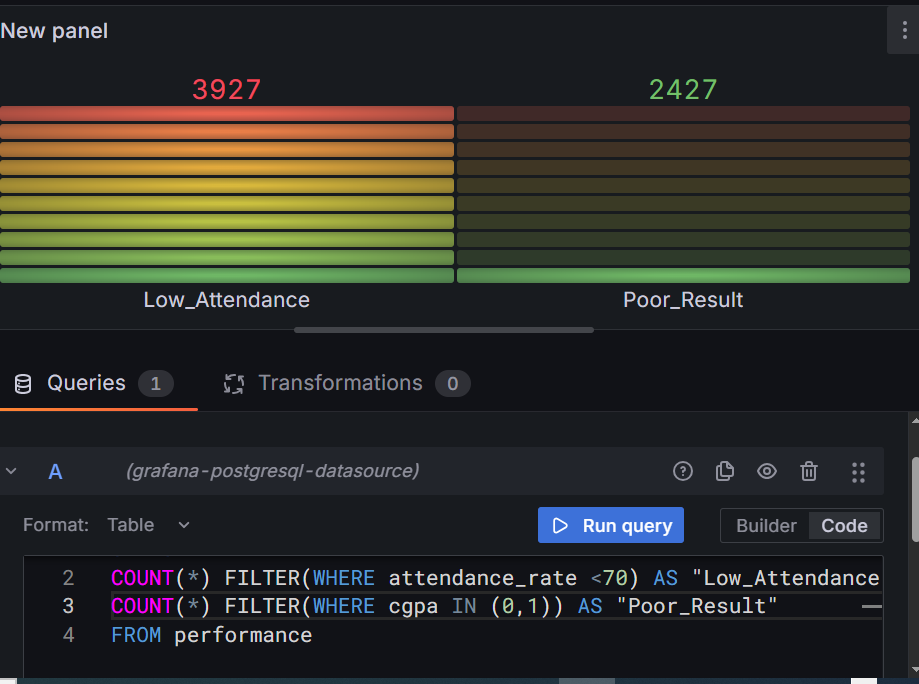 New panel
3927 2427
Low_Attendance Poor_Result
Queries 1 Transformations 0
A (grafana-postgresql-datasource)
Format: Table Run query Builder Code
2 COUNT(*) FILTER(WHERE attendance_rate <70) AS "Low_Attendance
3 COUNT(*) FILTER(WHERE cgpa IN (0,1)) AS "Poor_Result"
4 FROM performance